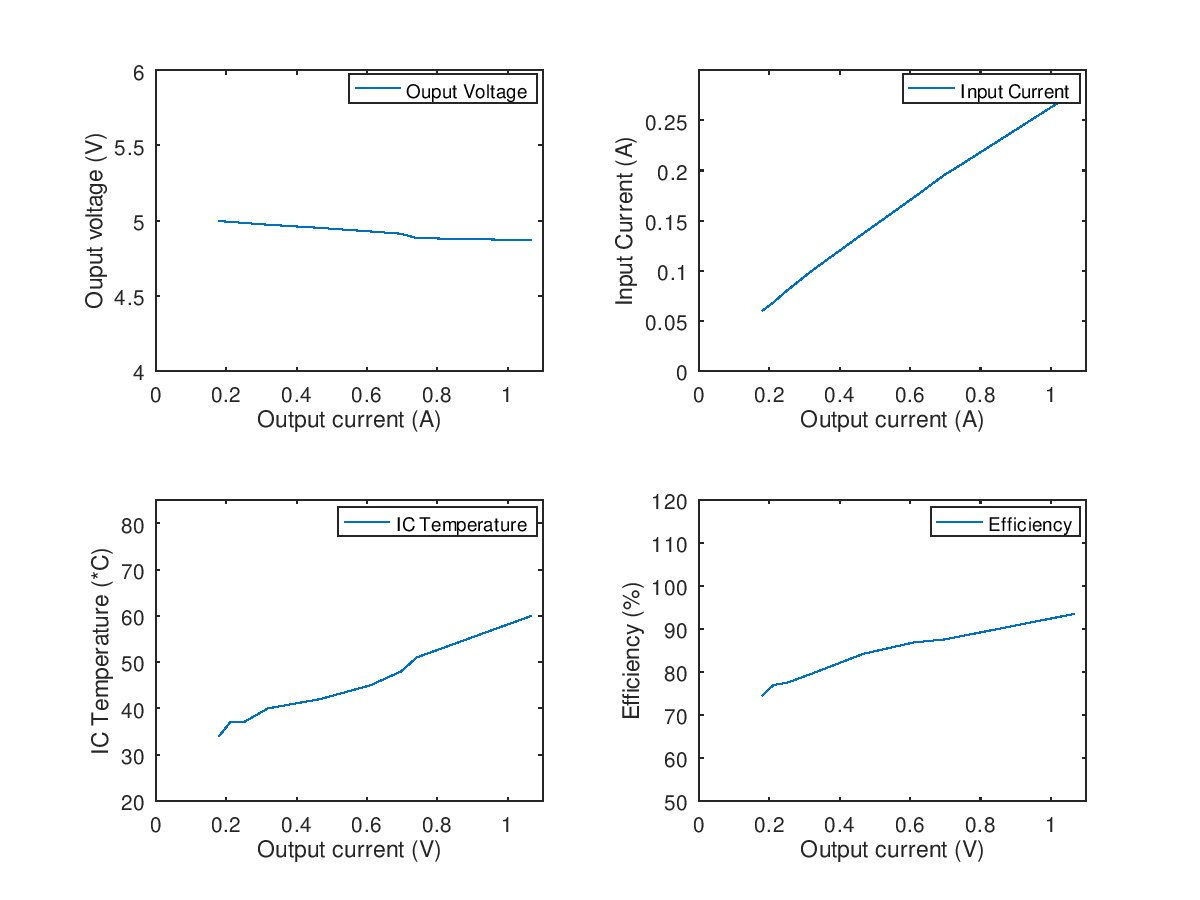 Ouput Voltage
Ouput voltage (V)
6
5.5
5
4.5
4
0 0.2 0.4 0.6 0.8 1
Output current (A)
Input Current
Input Current (A)
0.25
0.2
0.15
0.1
0.05
0
0 0.2 0.4 0.6 0.8 1
Output current (A)
IC Temperature
IC Temperature (*C)
80
70
60
50
40
30
20
0 0.2 0.4 0.6 0.8 1
Output current (V)
Efficiency
Efficiency (%)
120
110
100
90
80
70
60
50
0 0.2 0.4 0.6 0.8 1
Output current (V)